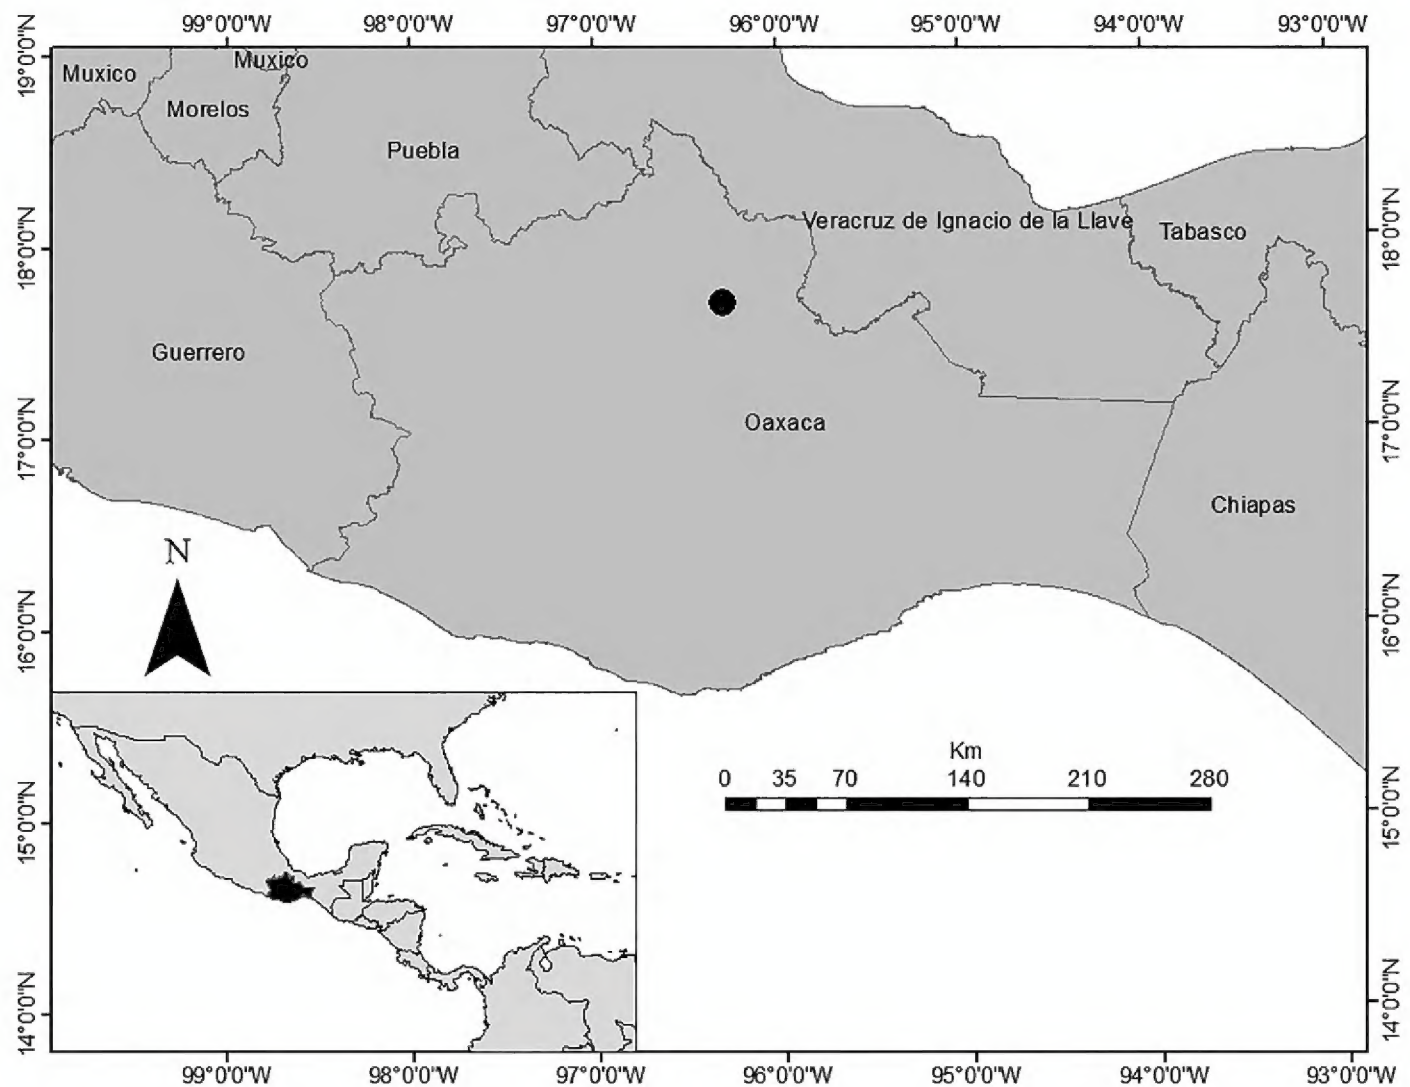 99°0'0"W 98°0'0"W 97°0'0"W 96°0'0"W 95°0'0"W 94°0'0"W 93°0'0"W
19°0'0"N
Muxico
Muxico
Morelos
Puebla
18°0'0"N
Veracruz de Ignacio de la Llave
Tabasco
18°0'0"N
Guerrero
17°0'0"N
Oaxaca
17°0'0"N
Chiapas
N
16°0'0"N
16°0'0"N
Km
0 35 70 140 210 280
15°0'0"N
15°0'0"N
14°0'0"N
14°0'0"N
99°0'0"W 98°0'0"W 97°0'0"W 96°0'0"W 95°0'0"W 94°0'0"W 93°0'0"W